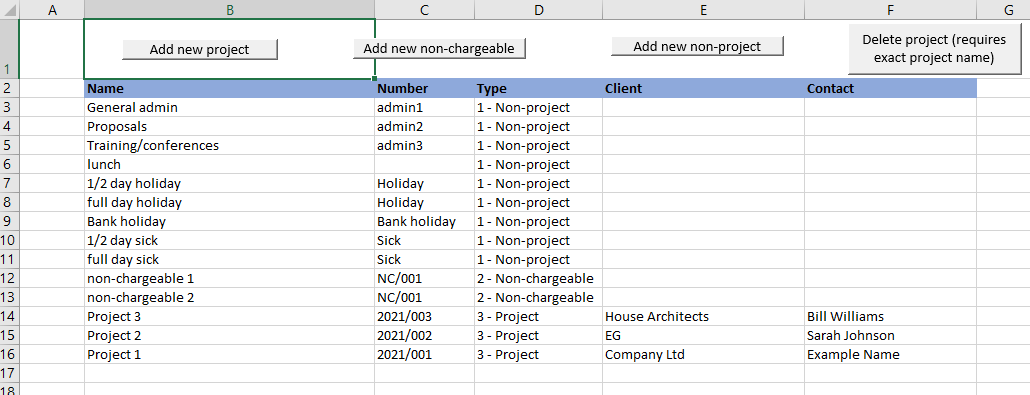 A B C D E F G
1 Add new project Add new non-chargeable Add new non-project Delete project (requires
exact project name)
2 Name Number Type Client Contact
3 General admin admin1 1 - Non-project
4 Proposals admin2 1 - Non-project
5 Training/conferences admin3 1 - Non-project
6 lunch 1 - Non-project
7 1/2 day holiday Holiday 1 - Non-project
8 full day holiday Holiday 1 - Non-project
9 Bank holiday Bank holiday 1 - Non-project
10 1/2 day sick Sick 1 - Non-project
11 full day sick Sick 1 - Non-project
12 non-chargeable 1 NC/001 2 - Non-chargeable
13 non-chargeable 2 NC/001 2 - Non-chargeable
14 Project 3 2021/003 3 - Project House Architects Bill Williams
15 Project 2 2021/002 3 - Project EG Sarah Johnson
16 Project 1 2021/001 3 - Project Company Ltd Example Name
17
18